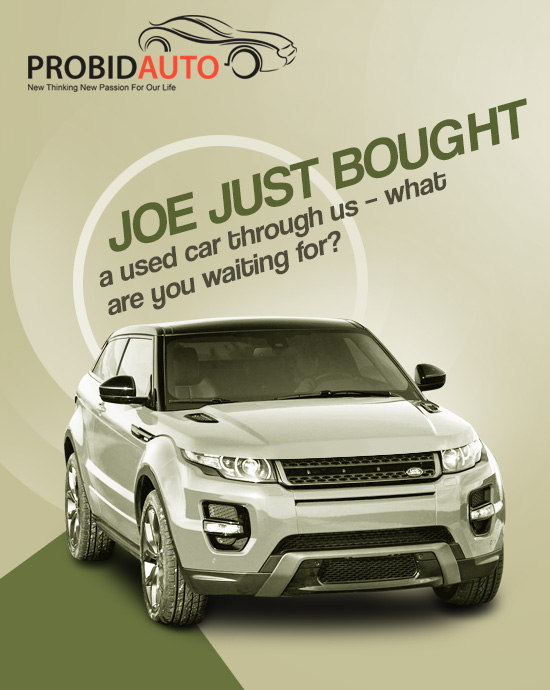 PROBIDAUTO
New Thinking New Passion For Our Life
JOE JUST BOUGHT
a used car through us - what
are you waiting for?